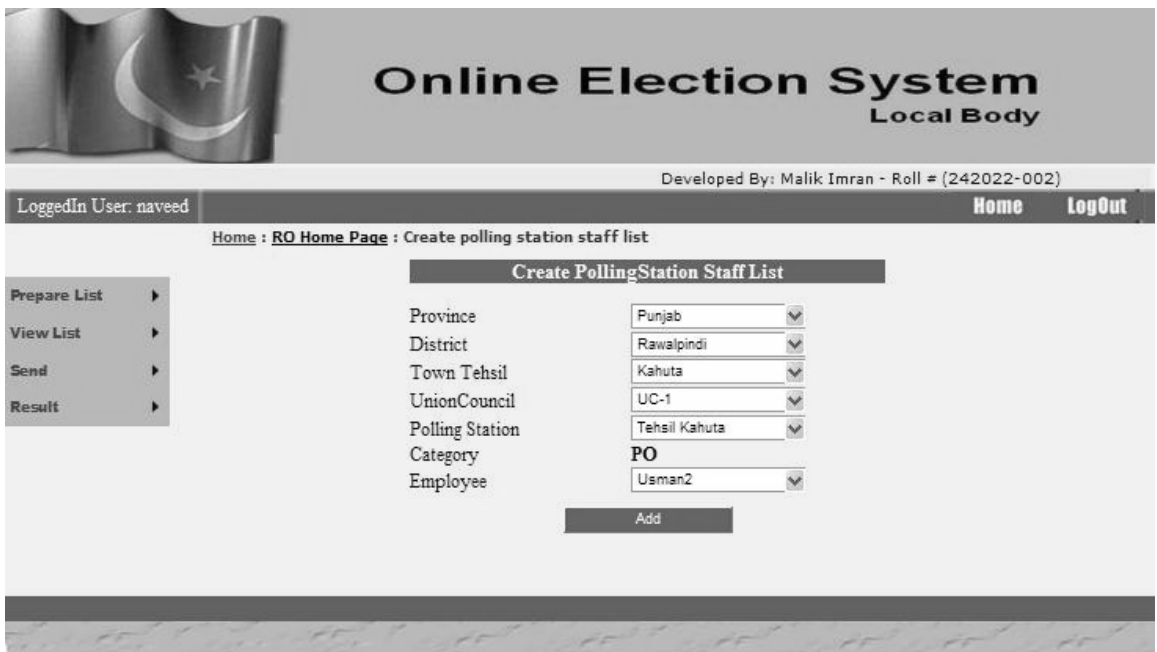 Online Election System
Local Body
Developed By: Malik Imran - Roll # (242022-002)
LoggedIn User: naveed Home LogOut
Home : RO Home Page : Create polling station staff list
Create PollingStation Staff List
Prepare List
View List
Send
Result
Province Punjab
District Rawalpindi
Town Tehsil Kahuta
UnionCouncil UC-1
Polling Station Tehsil Kahuta
Category PO
Employee Usman2
Add